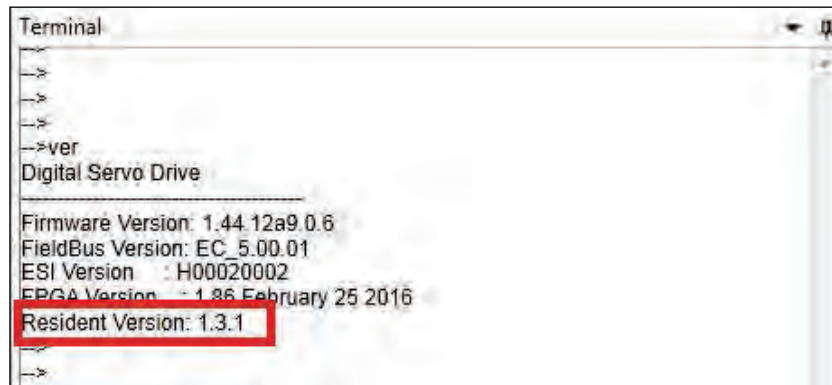 Terminal
-->
-->
-->
-->
-->ver
Digital Servo Drive
------------------------------------
Firmware Version: 1.44.12a9.0.6
FieldBus Version: EC_5.00.01
ESI Version : H00020002
FPGA Version : 1.86 February 25 2016
Resident Version: 1.3.1
-->
-->